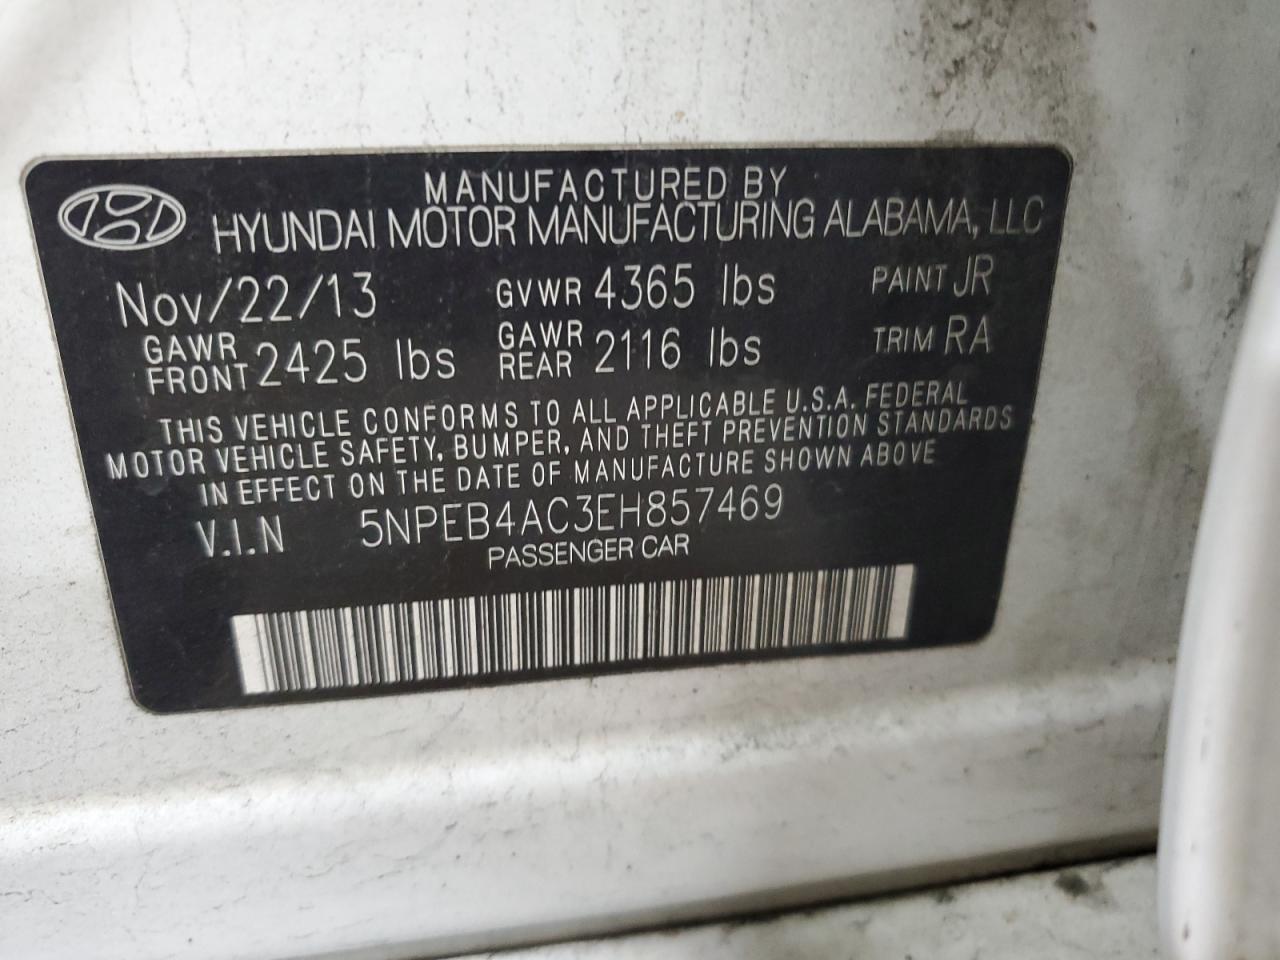 MANUFACTURED BY
HYUNDAI MOTOR MANUFACTURING ALABAMA, LLC
Nov/22/13 GVWR 4365 lbs PAINT JR
GAWR FRONT 2425 lbs GAWR REAR 2116 lbs TRIM RA
THIS VEHICLE CONFORMS TO ALL APPLICABLE U.S.A. FEDERAL
MOTOR VEHICLE SAFETY, BUMPER, AND THEFT PREVENTION STANDARDS
IN EFFECT ON THE DATE OF MANUFACTURE SHOWN ABOVE
V.I.N 5NPEB4AC3EH857469
PASSENGER CAR